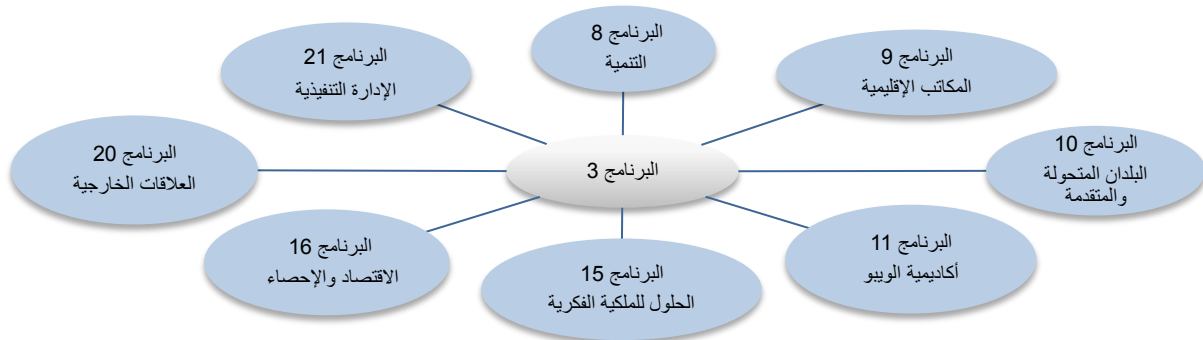 البرنامج 8
التنمية
البرنامج 9
المكاتب الإقليمية
البرنامج 21
الإدارة التنفيذية
البرنامج 10
البلدان المتحولة
والمتقدمة
البرنامج 3
البرنامج 20
العلاقات الخارجية
البرنامج 11
أكاديمية الويبو
البرنامج 15
الحلول للملكية الفكرية
البرنامج 16
الاقتصاد والإحصاء